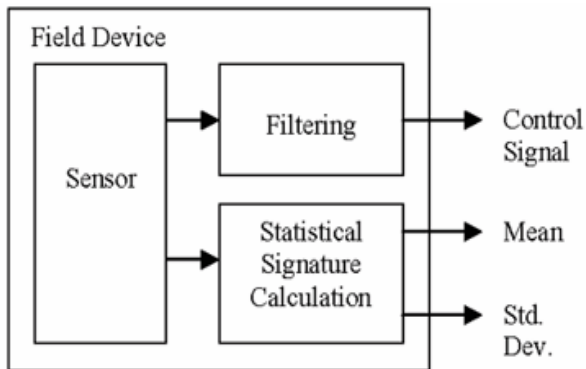 Field Device
Sensor
Filtering
Control
Signal
Statistical
Signature
Calculation
Mean
Std.
Dev.